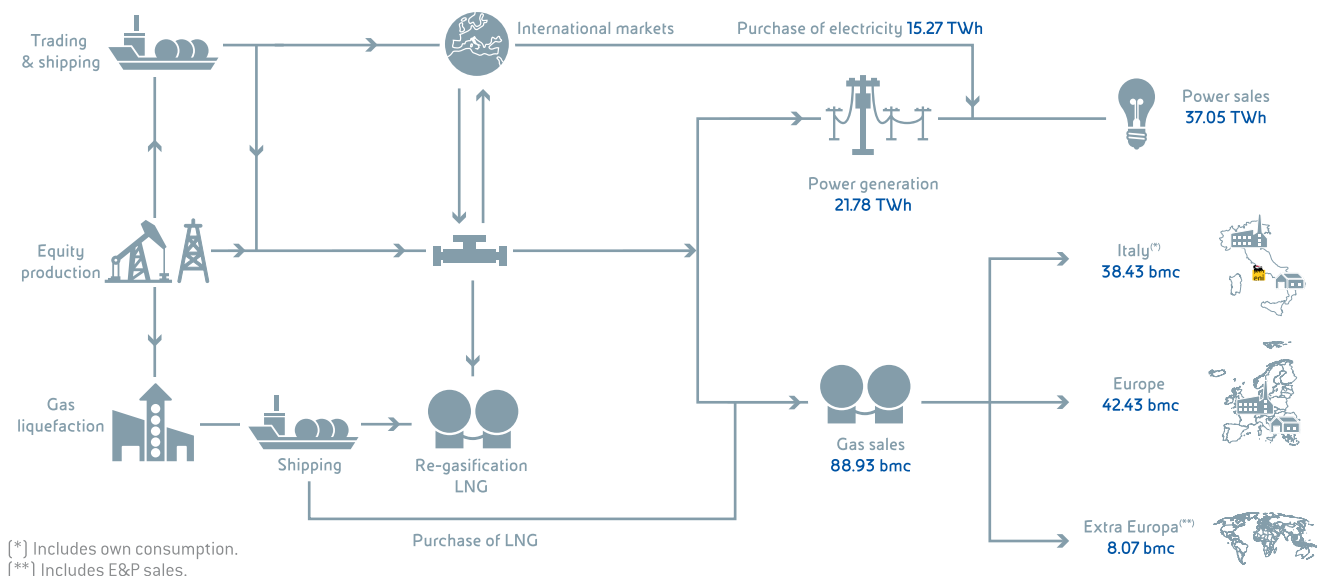 Trading
& shipping
International markets
Purchase of electricity 15.27 TWh
Power sales
37.05 TWh
Power generation
21.78 TWh
Equity
production
Italy(*)
38.43 bmc
eni
Gas
liquefaction
Shipping
Re-gasification
LNG
Gas sales
88.93 bmc
Europe
42.43 bmc
Purchase of LNG
Extra Europa(**)
8.07 bmc
(*) Includes own consumption.
(**) Includes E&P sales.